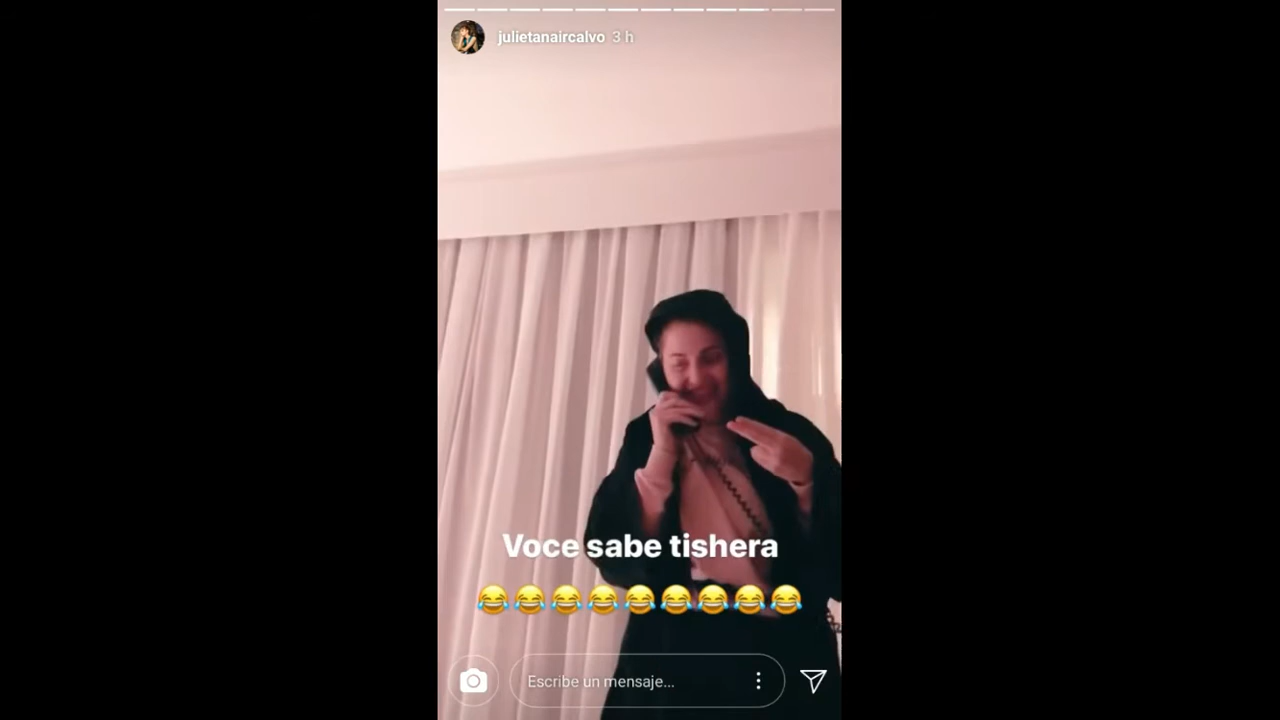 julietanaircalvo 3 h
Voce sabe tishera
😂😂😂😂😂😂😂😂😂
Escribe un mensaje...